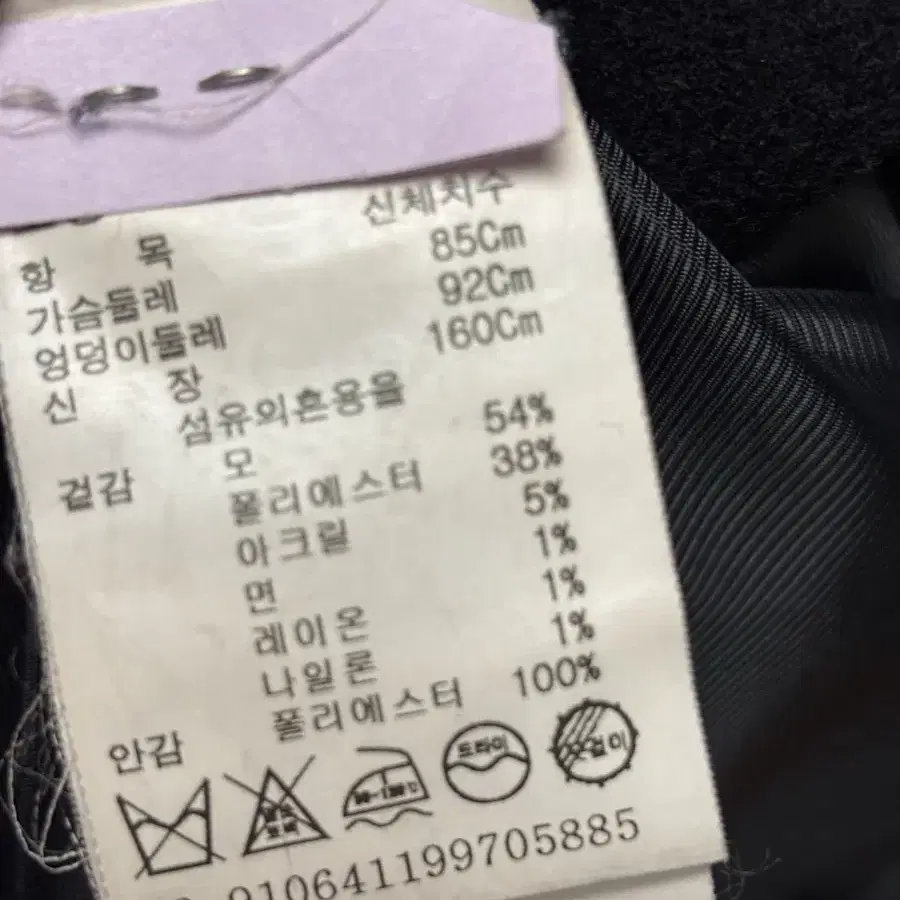 항 목 신체치수
가슴둘레 85Cm
엉덩이둘레 92Cm
신 장 160Cm
섬유의혼용율
겉감 모 54%
폴리에스터 38%
아크릴 5%
면 1%
레이온 1%
나일론 1%
안감 폴리에스터 100%
드라이
옷걸이
910641199705885